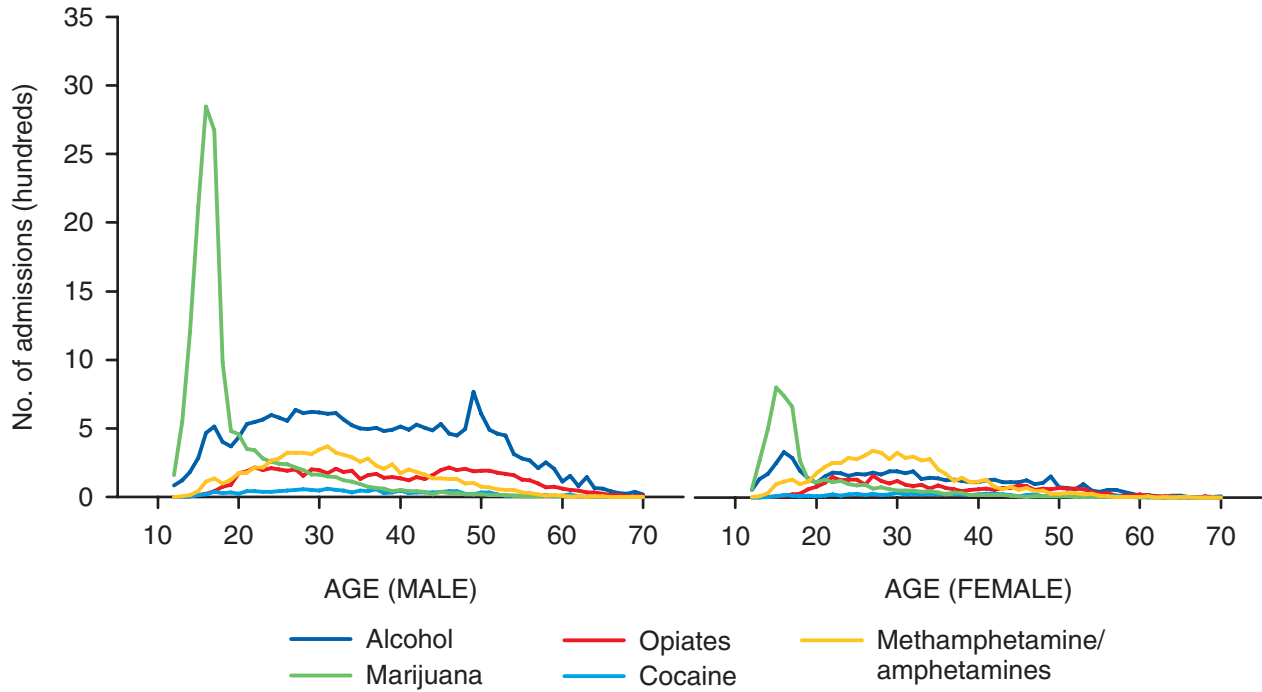 No. of admissions (hundreds)
35
30
25
20
15
10
5
0
10 20 30 40 50 60 70
AGE (MALE)
10 20 30 40 50 60 70
AGE (FEMALE)
Alcohol
Marijuana
Opiates
Cocaine
Methamphetamine/
amphetamines